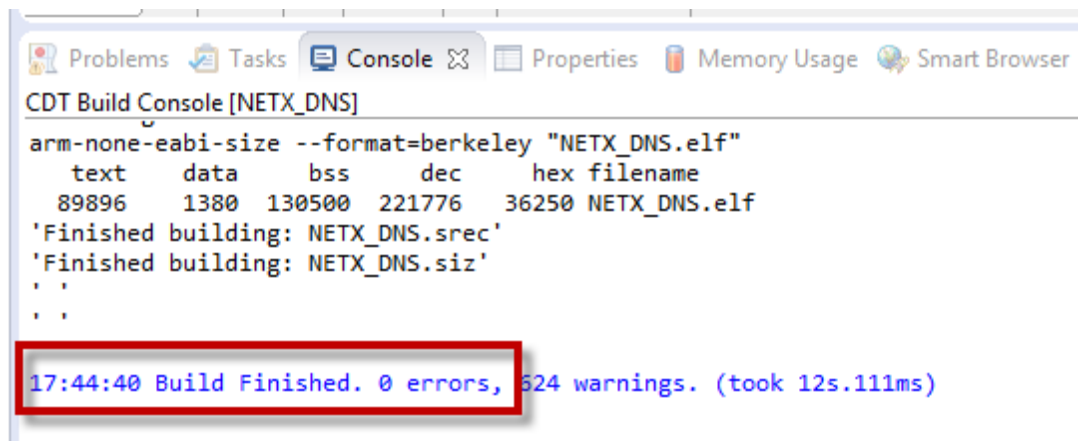 Problems Tasks Console Properties Memory Usage Smart Browser
CDT Build Console [NETX_DNS]
arm-none-eabi-size --format=berkeley "NETX_DNS.elf"
text data bss dec hex filename
89896 1380 130500 221776 36250 NETX_DNS.elf
'Finished building: NETX_DNS.srec'
'Finished building: NETX_DNS.siz'
' '
' '
17:44:40 Build Finished. 0 errors, 624 warnings. (took 12s.111ms)